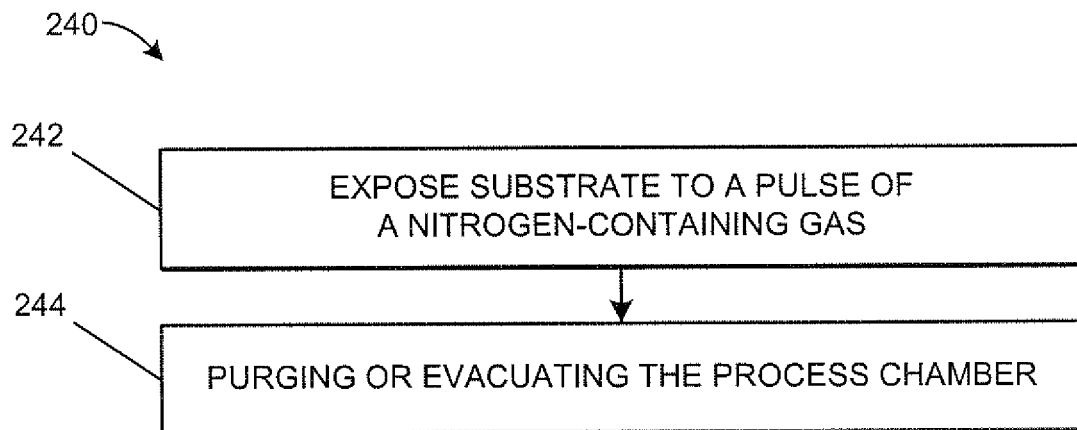 240
242
EXPOSE SUBSTRATE TO A PULSE OF
A NITROGEN-CONTAINING GAS
244
PURGING OR EVACUATING THE PROCESS CHAMBER